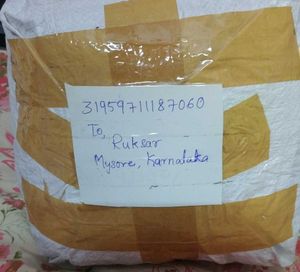 31959711187060
To,
Ruksar
Mysore, Karnataka